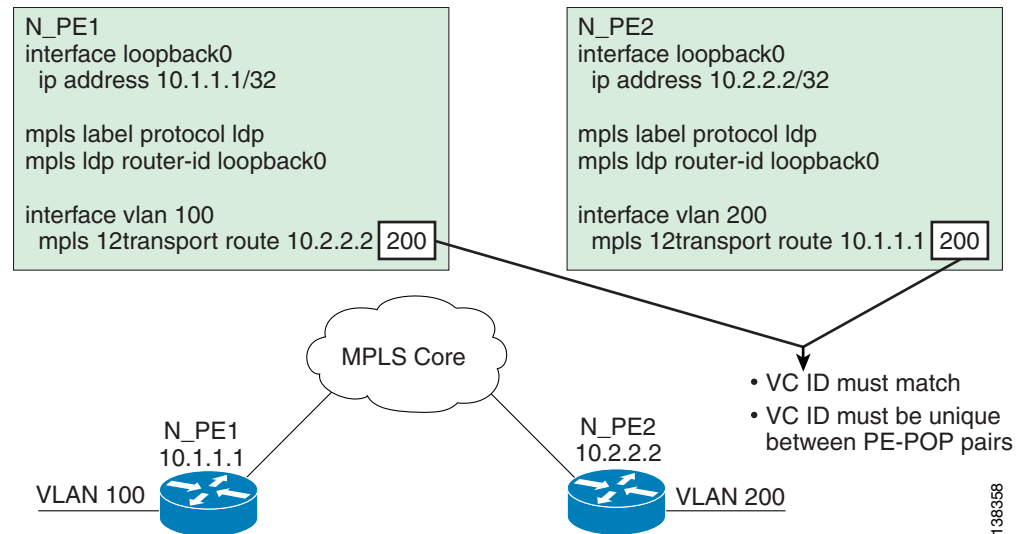 N_PE1
interface loopback0
ip address 10.1.1.1/32
mpls label protocol ldp
mpls ldp router-id loopback0
interface vlan 100
mpls 12transport route 10.2.2.2 200
N_PE2
interface loopback0
ip address 10.2.2.2/32
mpls label protocol ldp
mpls ldp router-id loopback0
interface vlan 200
mpls 12transport route 10.1.1.1 200
MPLS Core
• VC ID must match
• VC ID must be unique
between PE-POP pairs
N_PE1
10.1.1.1
N_PE2
10.2.2.2
VLAN 100
VLAN 200
138358